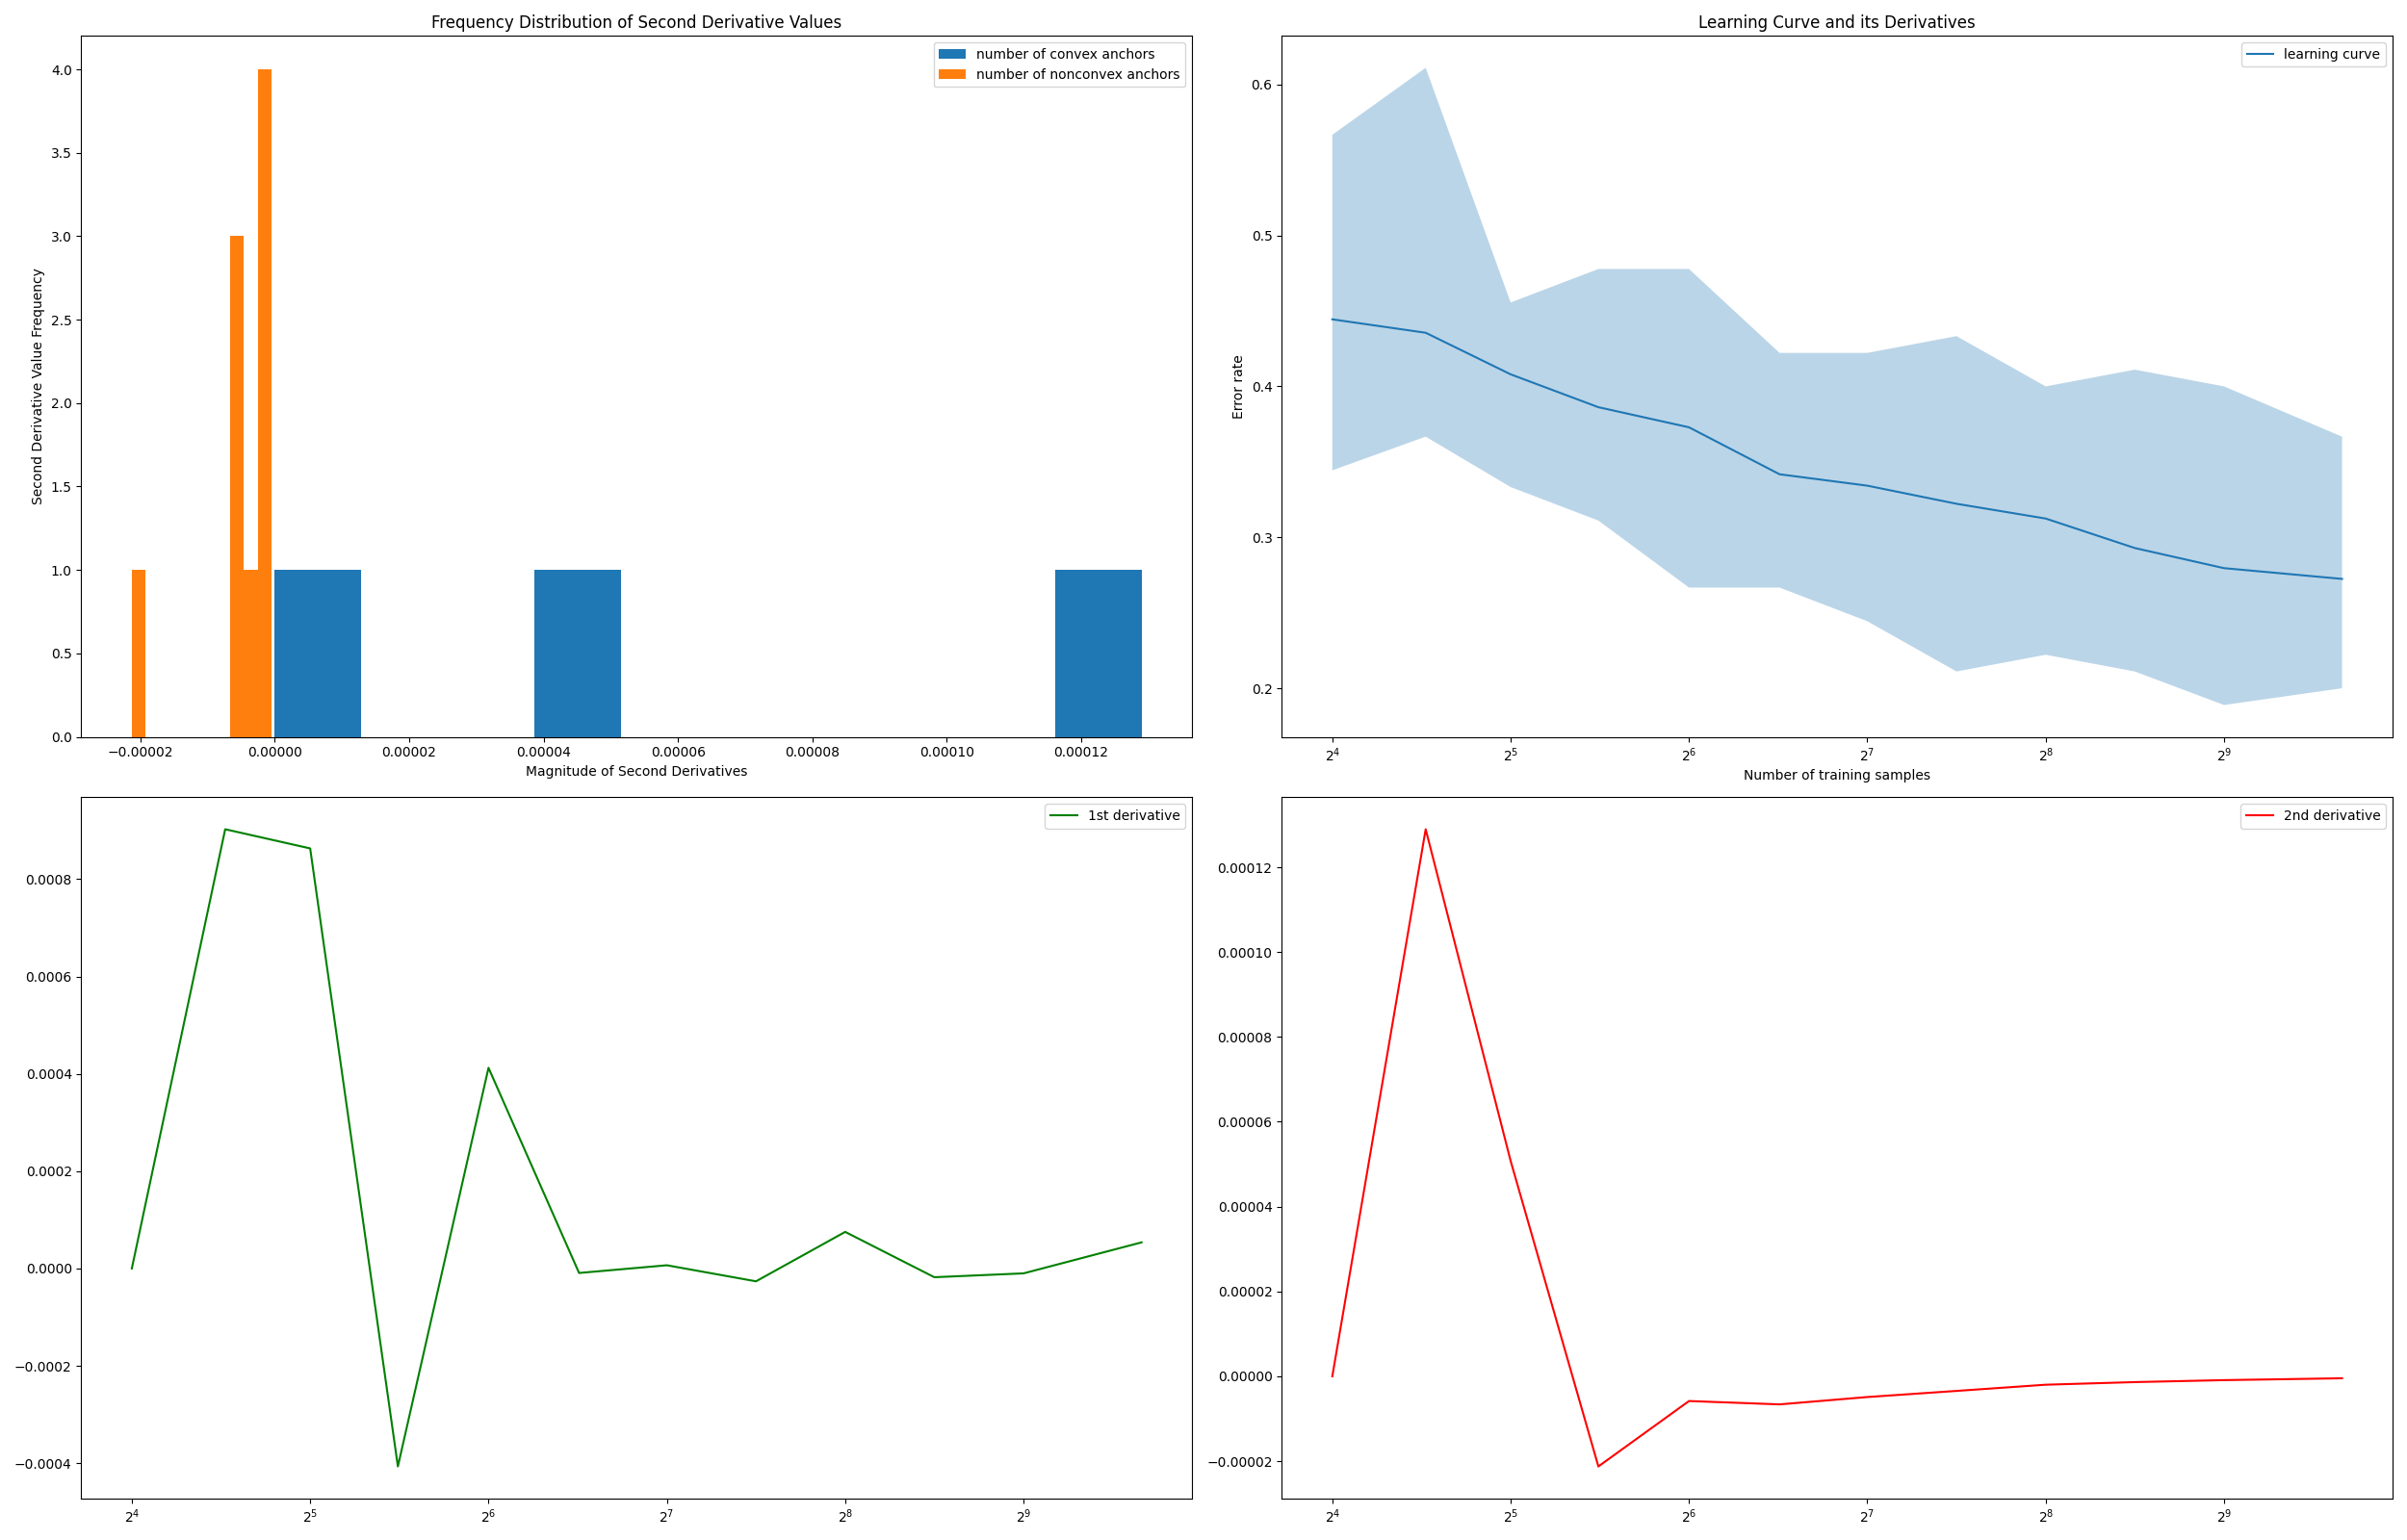 Frequency Distribution of Second Derivative Values
number of convex anchors
number of nonconvex anchors
Second Derivative Value Frequency
4.0
3.5
3.0
2.5
2.0
1.5
1.0
0.5
0.0
−0.00002 0.00000 0.00002 0.00004 0.00006 0.00008 0.00010 0.00012
Magnitude of Second Derivatives
Learning Curve and its Derivatives
learning curve
Error rate
0.6
0.5
0.4
0.3
0.2
2⁴ 2⁵ 2⁶ 2⁷ 2⁸ 2⁹
Number of training samples
1st derivative
0.0008
0.0006
0.0004
0.0002
0.0000
−0.0002
−0.0004
2⁴ 2⁵ 2⁶ 2⁷ 2⁸ 2⁹
2nd derivative
0.00012
0.00010
0.00008
0.00006
0.00004
0.00002
0.00000
−0.00002
2⁴ 2⁵ 2⁶ 2⁷ 2⁸ 2⁹